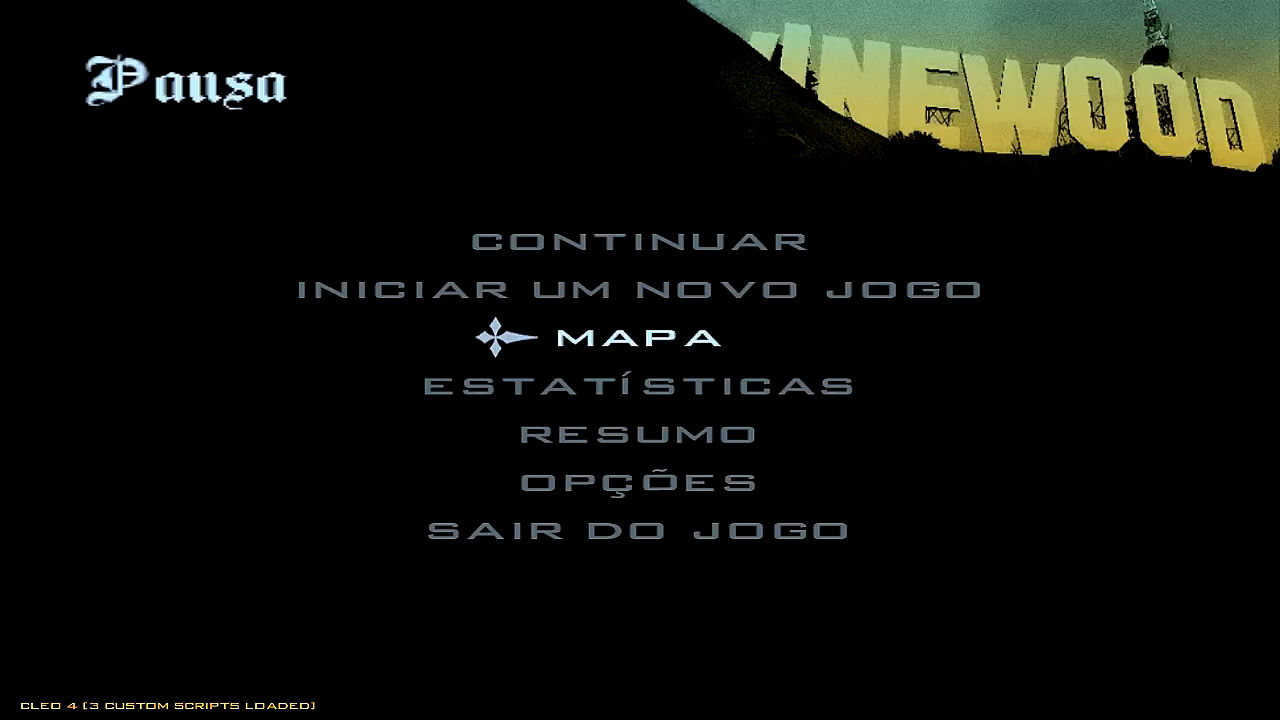 Pausa
VINEWOOD
CONTINUAR
INICIAR UM NOVO JOGO
MAPA
ESTATÍSTICAS
RESUMO
OPÇÕES
SAIR DO JOGO
CLEO 4 (3 CUSTOM SCRIPTS LOADED)